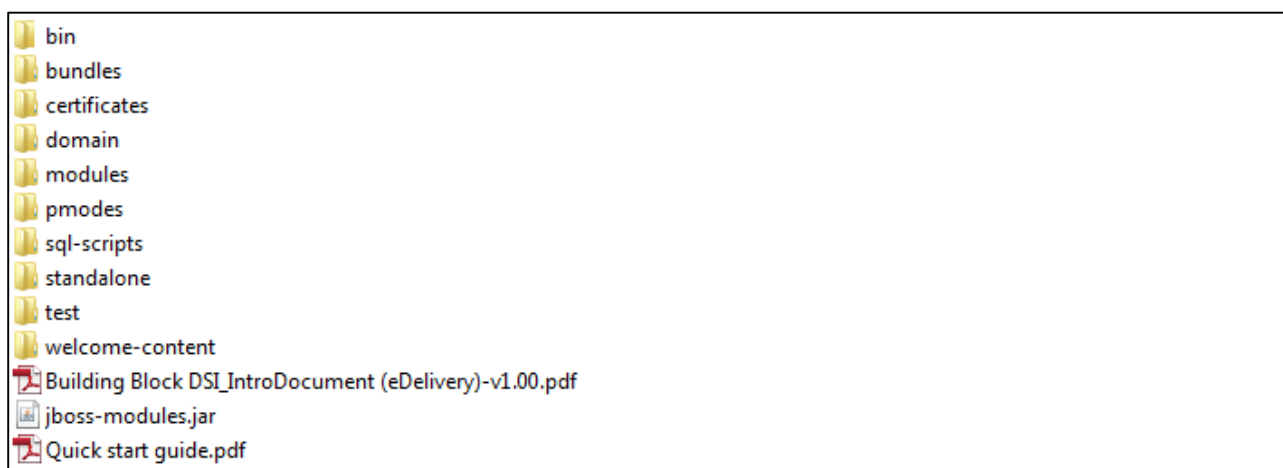 bin
bundles
certificates
domain
modules
pmodes
sql-scripts
standalone
test
welcome-content
Building Block DSI_IntroDocument (eDelivery)-v1.00.pdf
jboss-modules.jar
Quick start guide.pdf